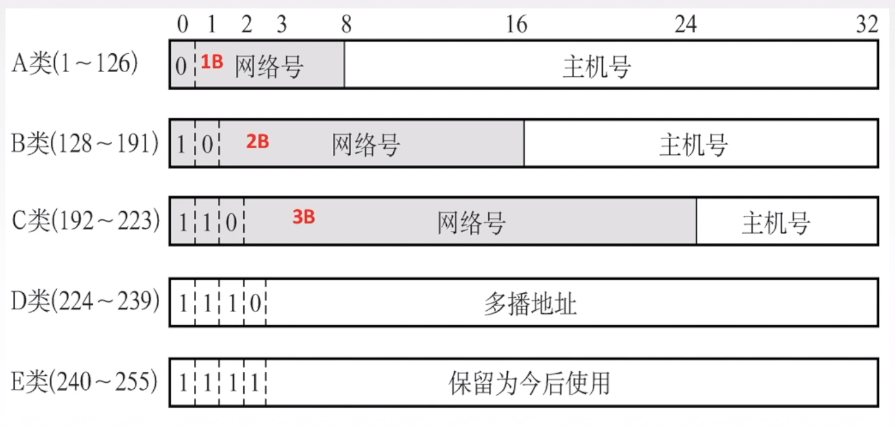 0 1 2 3 8 16 24 32
A类(1～126) 0 1B 网络号 主机号
B类(128～191) 1 0 2B 网络号 主机号
C类(192～223) 1 1 0 3B 网络号 主机号
D类(224～239) 1 1 1 0 多播地址
E类(240～255) 1 1 1 1 保留为今后使用